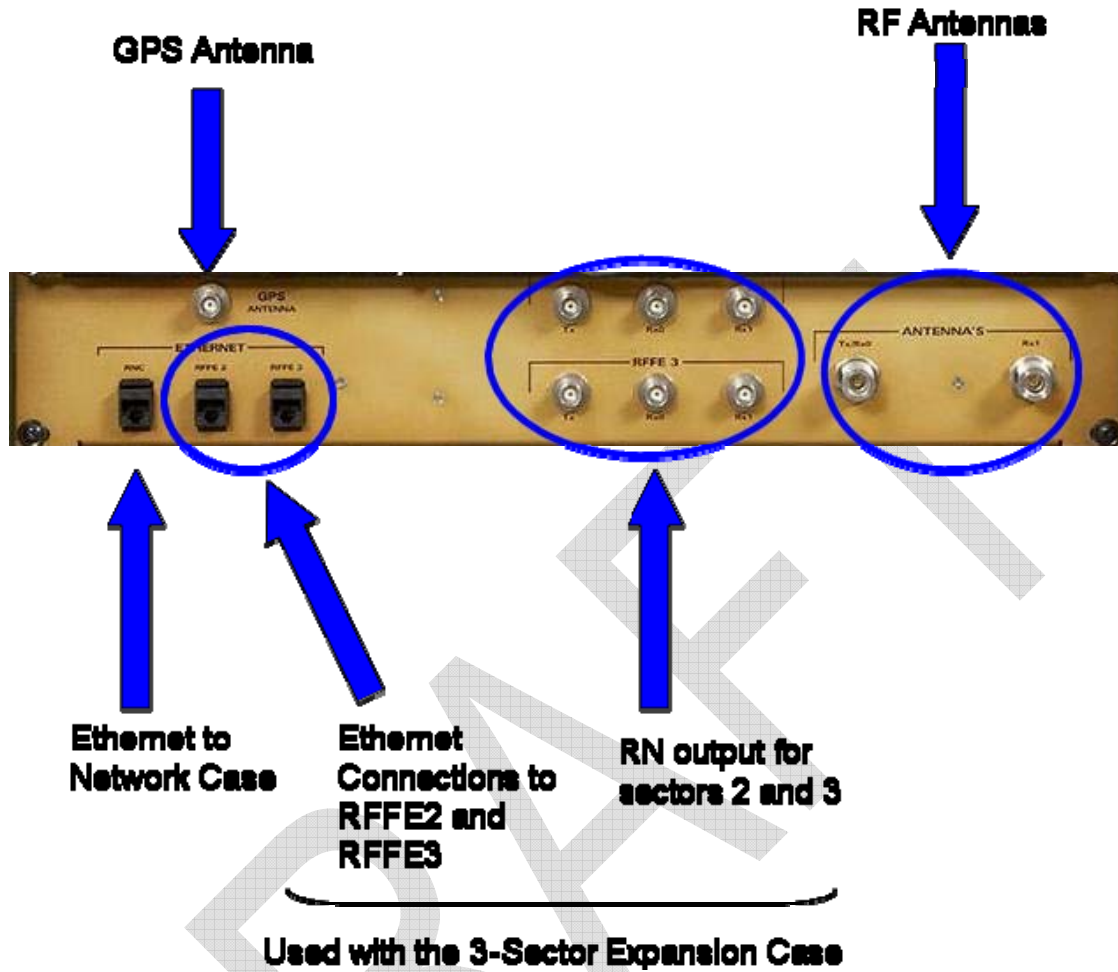 GPS Antenna
RF Antennas
GPS
ANTENNA
ETHERNET
RNC
RFFE 2
RFFE 3
Tx
Rx0
Rx1
RFFE 3
Tx
Rx0
Rx1
ANTENNA'S
Tx/Rx0
Rx1
Ethernet to
Network Case
Ethernet
Connections to
RFFE2 and
RFFE3
RN output for
sectors 2 and 3
Used with the 3-Sector Expansion Case